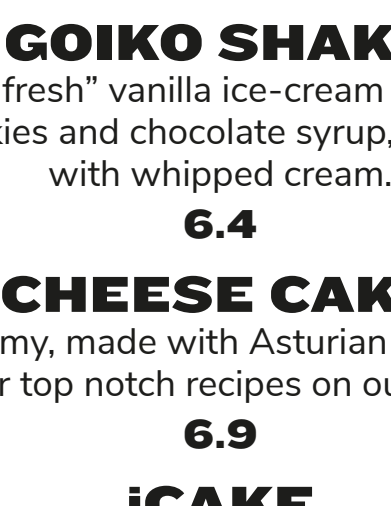 GOIKO SHAK
fresh” vanilla ice-cream
kies and chocolate syrup,
with whipped cream.
6.4
CHEESE CAK
my, made with Asturian
r top notch recipes on ou
6.9
iCAKE